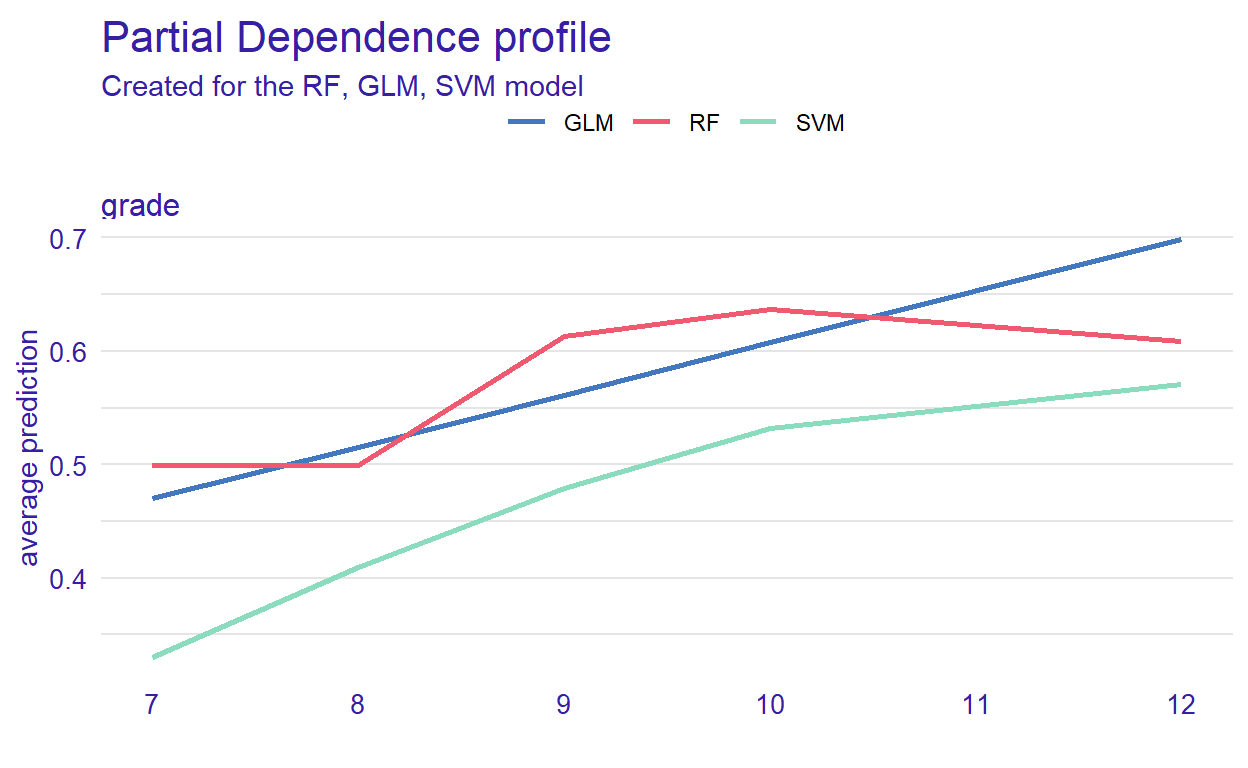 Partial Dependence profile
Created for the RF, GLM, SVM model
GLM RF SVM
grade
0.7
0.6
0.5
0.4
average prediction
7 8 9 10 11 12